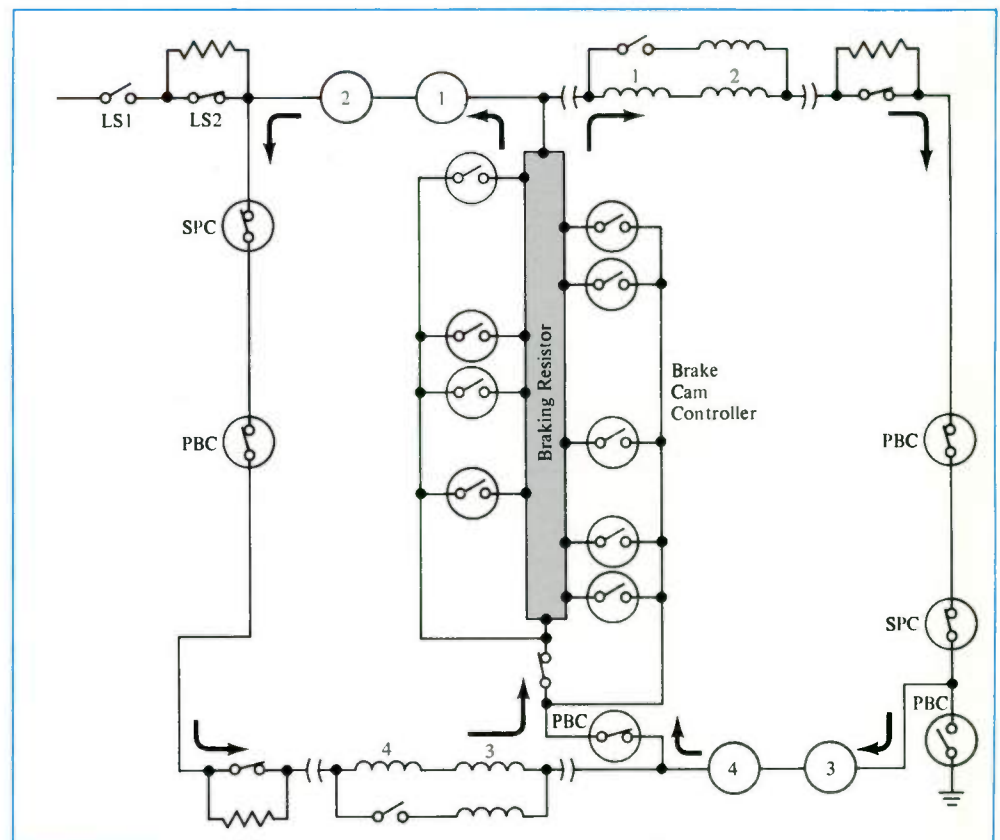 1 2
2 1
LS1 LS2
SPC
Braking Resistor
Brake
Cam
Controller
PBC
PBC
SPC
PBC
PBC
4 3
4 3